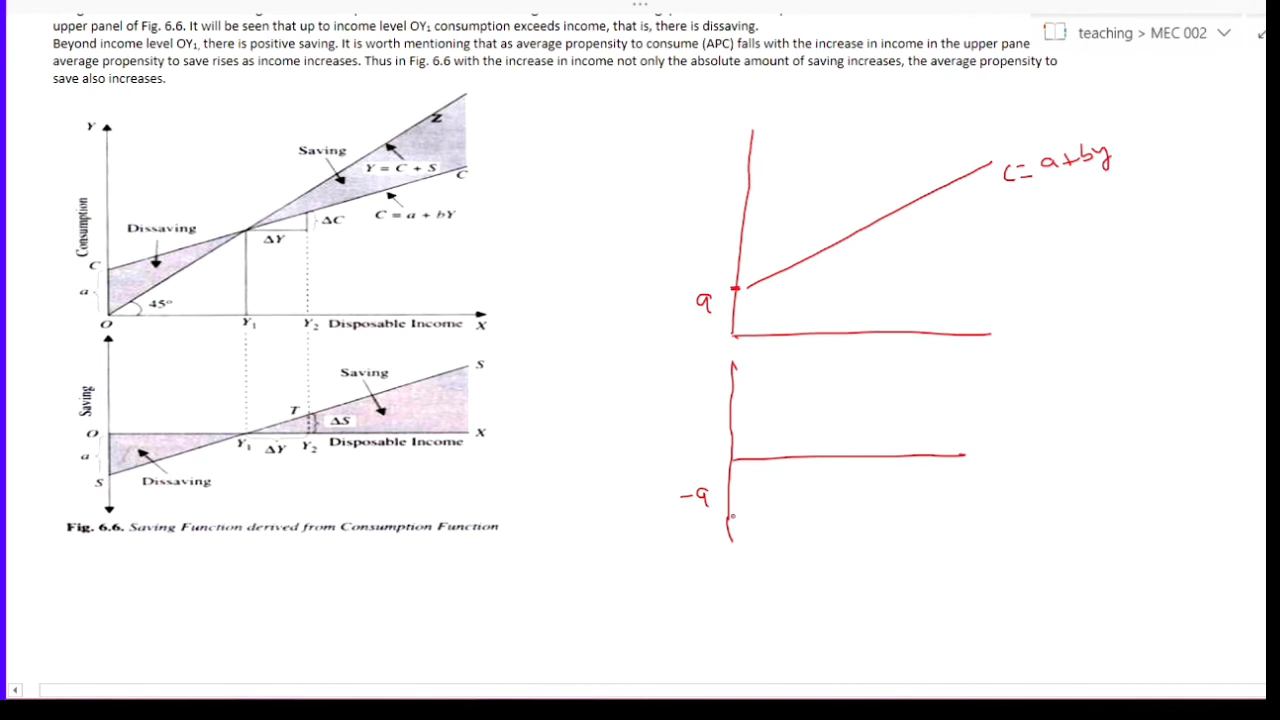 upper panel of Fig. 6.6. It will be seen that up to income level OY₁ consumption exceeds income, that is, there is dissaving.
teaching > MEC 002
Beyond income level OY₁, there is positive saving. It is worth mentioning that as average propensity to consume (APC) falls with the increase in income in the upper pane
average propensity to save rises as income increases. Thus in Fig. 6.6 with the increase in income not only the absolute amount of saving increases, the average propensity to
save also increases.
Y
Z
Saving
Y = C + S
C
Consumption
ΔC
C = a + bY
Dissaving
ΔY
C
a
45°
O
Y₁
Y₂
Disposable Income
X
C = a+by
a
Saving
S
Saving
T
ΔS
O
X
Y₁
ΔY
Y₂
Disposable Income
a
S
Dissaving
-a
Fig. 6.6. Saving Function derived from Consumption Function